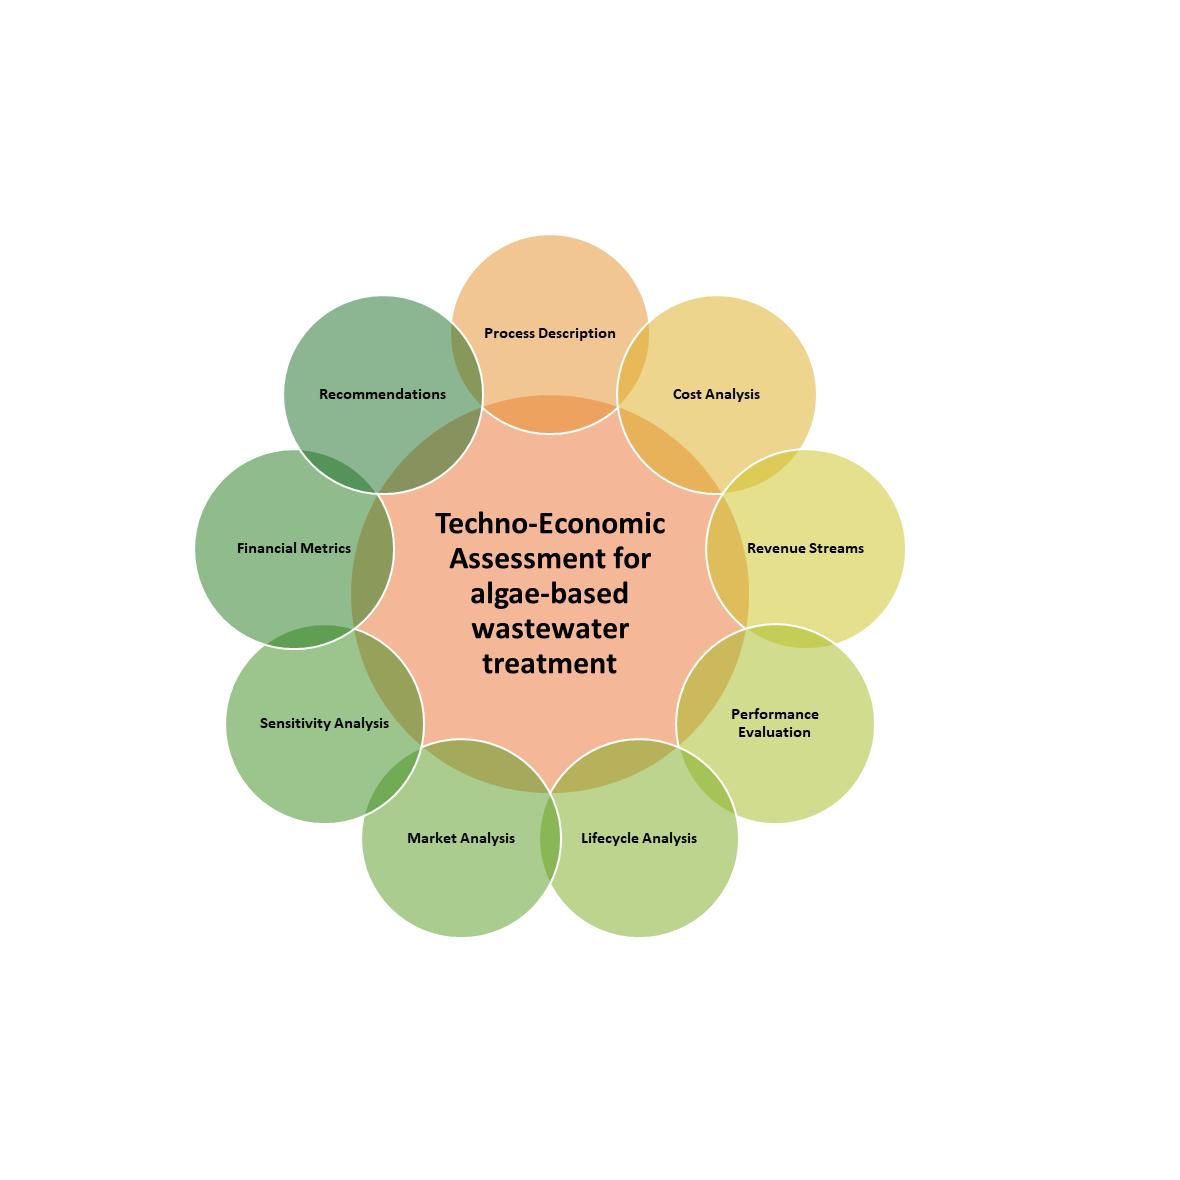 Process Description
Cost Analysis
Recommendations
Revenue Streams
Financial Metrics
Techno-Economic
Assessment for
algae-based
wastewater
treatment
Performance
Evaluation
Sensitivity Analysis
Lifecycle Analysis
Market Analysis